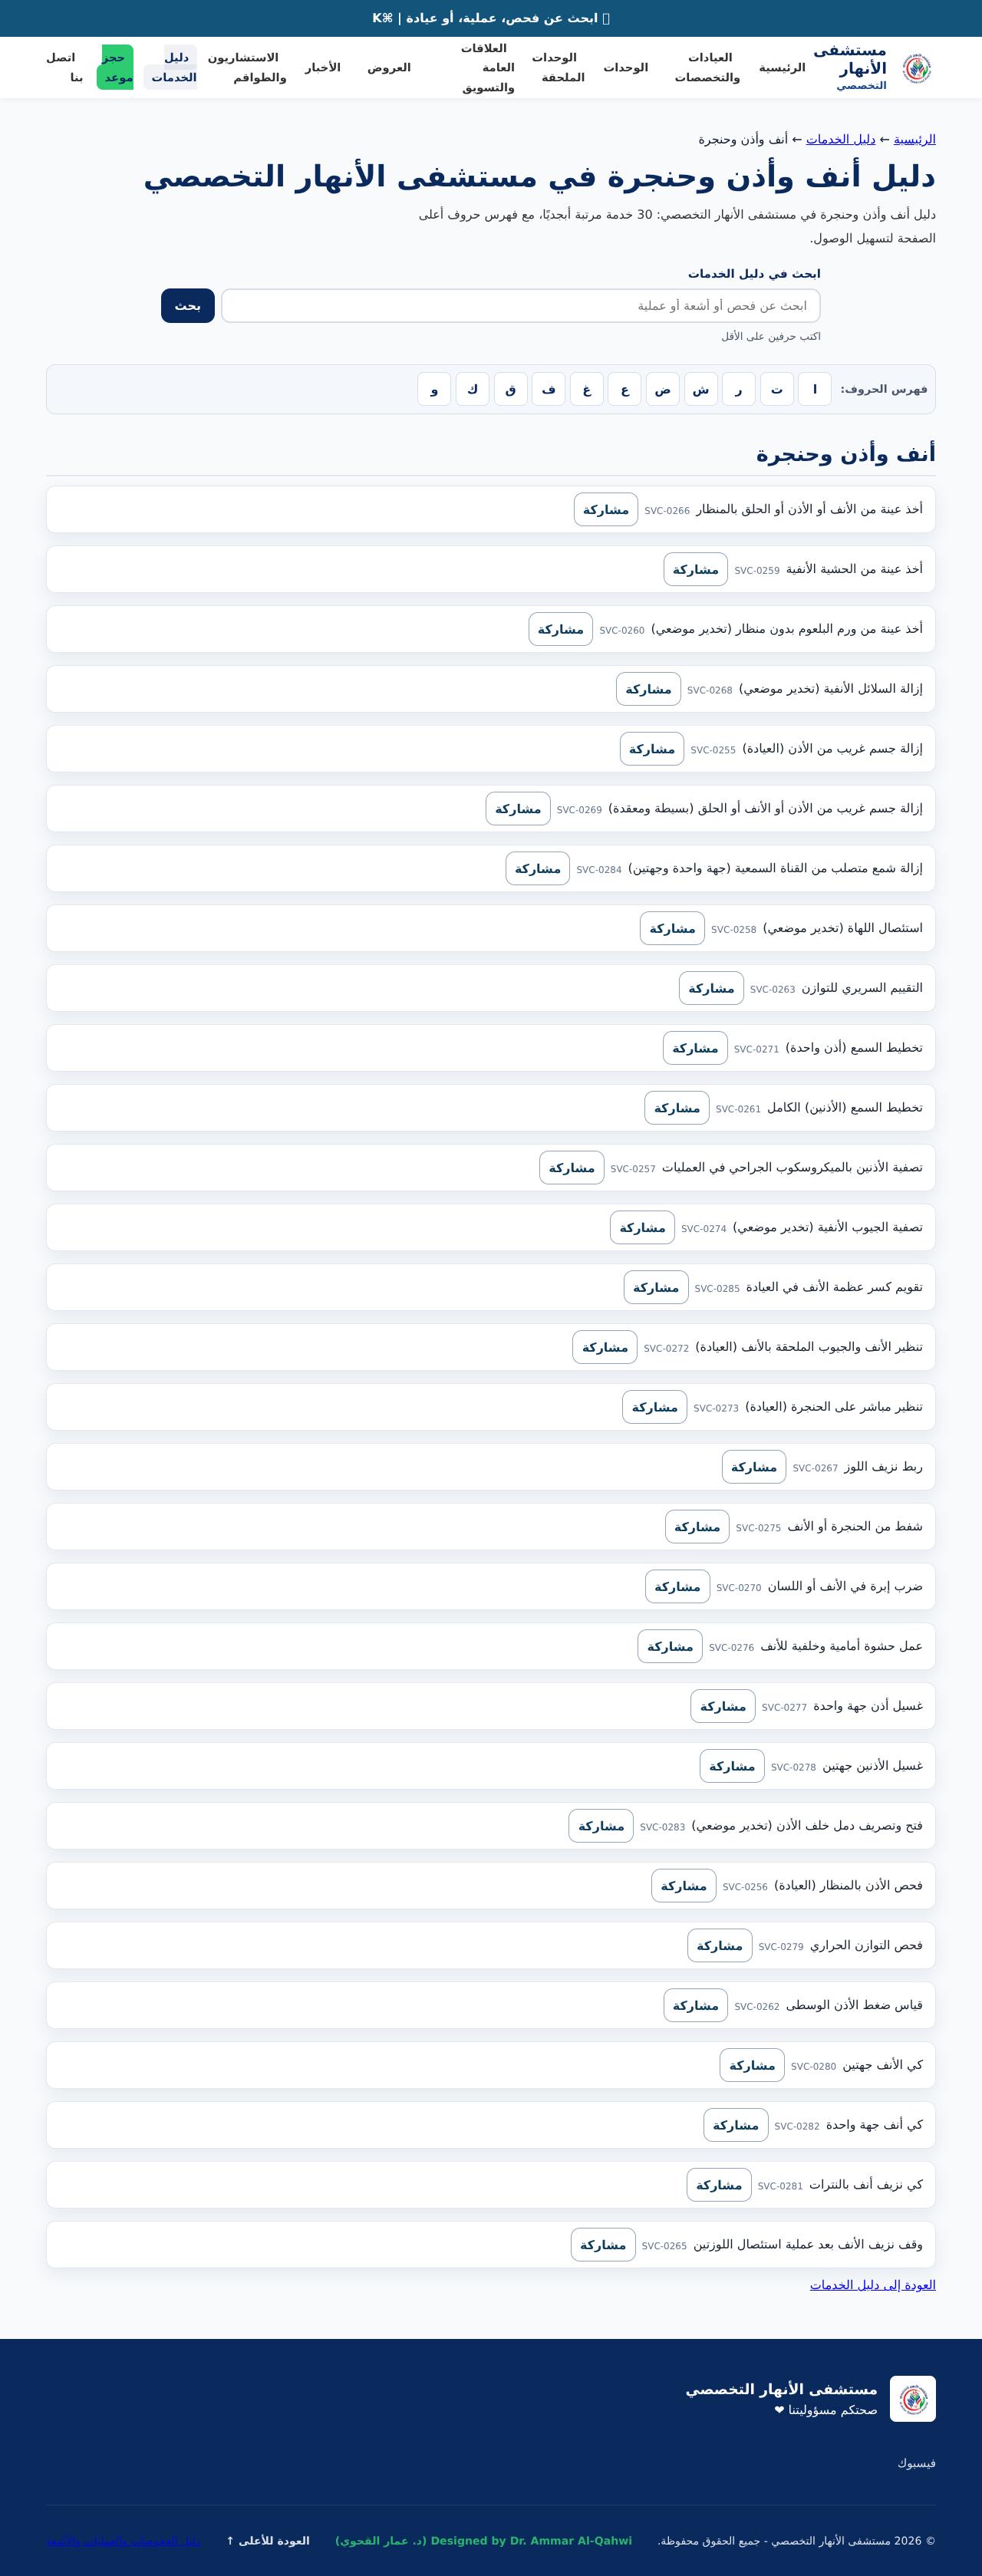 ابحث عن فحص، عملية، أو عيادة | ⌘K
مستشفى
الأنهار
التخصصي
الرئيسية
العيادات
والتخصصات
الوحدات
الوحدات
الملحقة
العلاقات
العامة
والتسويق
العروض
الأخبار
الاستشاريون
والطواقم
دليل
الخدمات
حجز
موعد
اتصل
بنا
الرئيسية ← دليل الخدمات ← أنف وأذن وحنجرة
دليل أنف وأذن وحنجرة في مستشفى الأنهار التخصصي
دليل أنف وأذن وحنجرة في مستشفى الأنهار التخصصي: 30 خدمة مرتبة أبجديًا، مع فهرس حروف أعلى
الصفحة لتسهيل الوصول.
ابحث في دليل الخدمات
ابحث عن فحص أو أشعة أو عملية
بحث
اكتب حرفين على الأقل
فهرس الحروف: ا ت ر ش ض ع غ ف ق ك و
أنف وأذن وحنجرة
أخذ عينة من الأنف أو الأذن أو الحلق بالمنظار SVC-0266 مشاركة
أخذ عينة من الحشية الأنفية SVC-0259 مشاركة
أخذ عينة من ورم البلعوم بدون منظار (تخدير موضعي) SVC-0260 مشاركة
إزالة السلائل الأنفية (تخدير موضعي) SVC-0268 مشاركة
إزالة جسم غريب من الأذن (العيادة) SVC-0255 مشاركة
إزالة جسم غريب من الأذن أو الأنف أو الحلق (بسيطة ومعقدة) SVC-0269 مشاركة
إزالة شمع متصلب من القناة السمعية (جهة واحدة وجهتين) SVC-0284 مشاركة
استئصال اللهاة (تخدير موضعي) SVC-0258 مشاركة
التقييم السريري للتوازن SVC-0263 مشاركة
تخطيط السمع (أذن واحدة) SVC-0271 مشاركة
تخطيط السمع (الأذنين) الكامل SVC-0261 مشاركة
تصفية الأذنين بالميكروسكوب الجراحي في العمليات SVC-0257 مشاركة
تصفية الجيوب الأنفية (تخدير موضعي) SVC-0274 مشاركة
تقويم كسر عظمة الأنف في العيادة SVC-0285 مشاركة
تنظير الأنف والجيوب الملحقة بالأنف (العيادة) SVC-0272 مشاركة
تنظير مباشر على الحنجرة (العيادة) SVC-0273 مشاركة
ربط نزيف اللوز SVC-0267 مشاركة
شفط من الحنجرة أو الأنف SVC-0275 مشاركة
ضرب إبرة في الأنف أو اللسان SVC-0270 مشاركة
عمل حشوة أمامية وخلفية للأنف SVC-0276 مشاركة
غسيل أذن جهة واحدة SVC-0277 مشاركة
غسيل الأذنين جهتين SVC-0278 مشاركة
فتح وتصريف دمل خلف الأذن (تخدير موضعي) SVC-0283 مشاركة
فحص الأذن بالمنظار (العيادة) SVC-0256 مشاركة
فحص التوازن الحراري SVC-0279 مشاركة
قياس ضغط الأذن الوسطى SVC-0262 مشاركة
كي الأنف جهتين SVC-0280 مشاركة
كي أنف جهة واحدة SVC-0282 مشاركة
كي نزيف أنف بالنترات SVC-0281 مشاركة
وقف نزيف الأنف بعد عملية استئصال اللوزتين SVC-0265 مشاركة
العودة إلى دليل الخدمات
مستشفى الأنهار التخصصي
صحتكم مسؤوليتنا ❤
فيسبوك
© 2026 مستشفى الأنهار التخصصي - جميع الحقوق محفوظة.
Designed by Dr. Ammar Al-Qahwi (د. عمار القحوي)
العودة للأعلى ↑